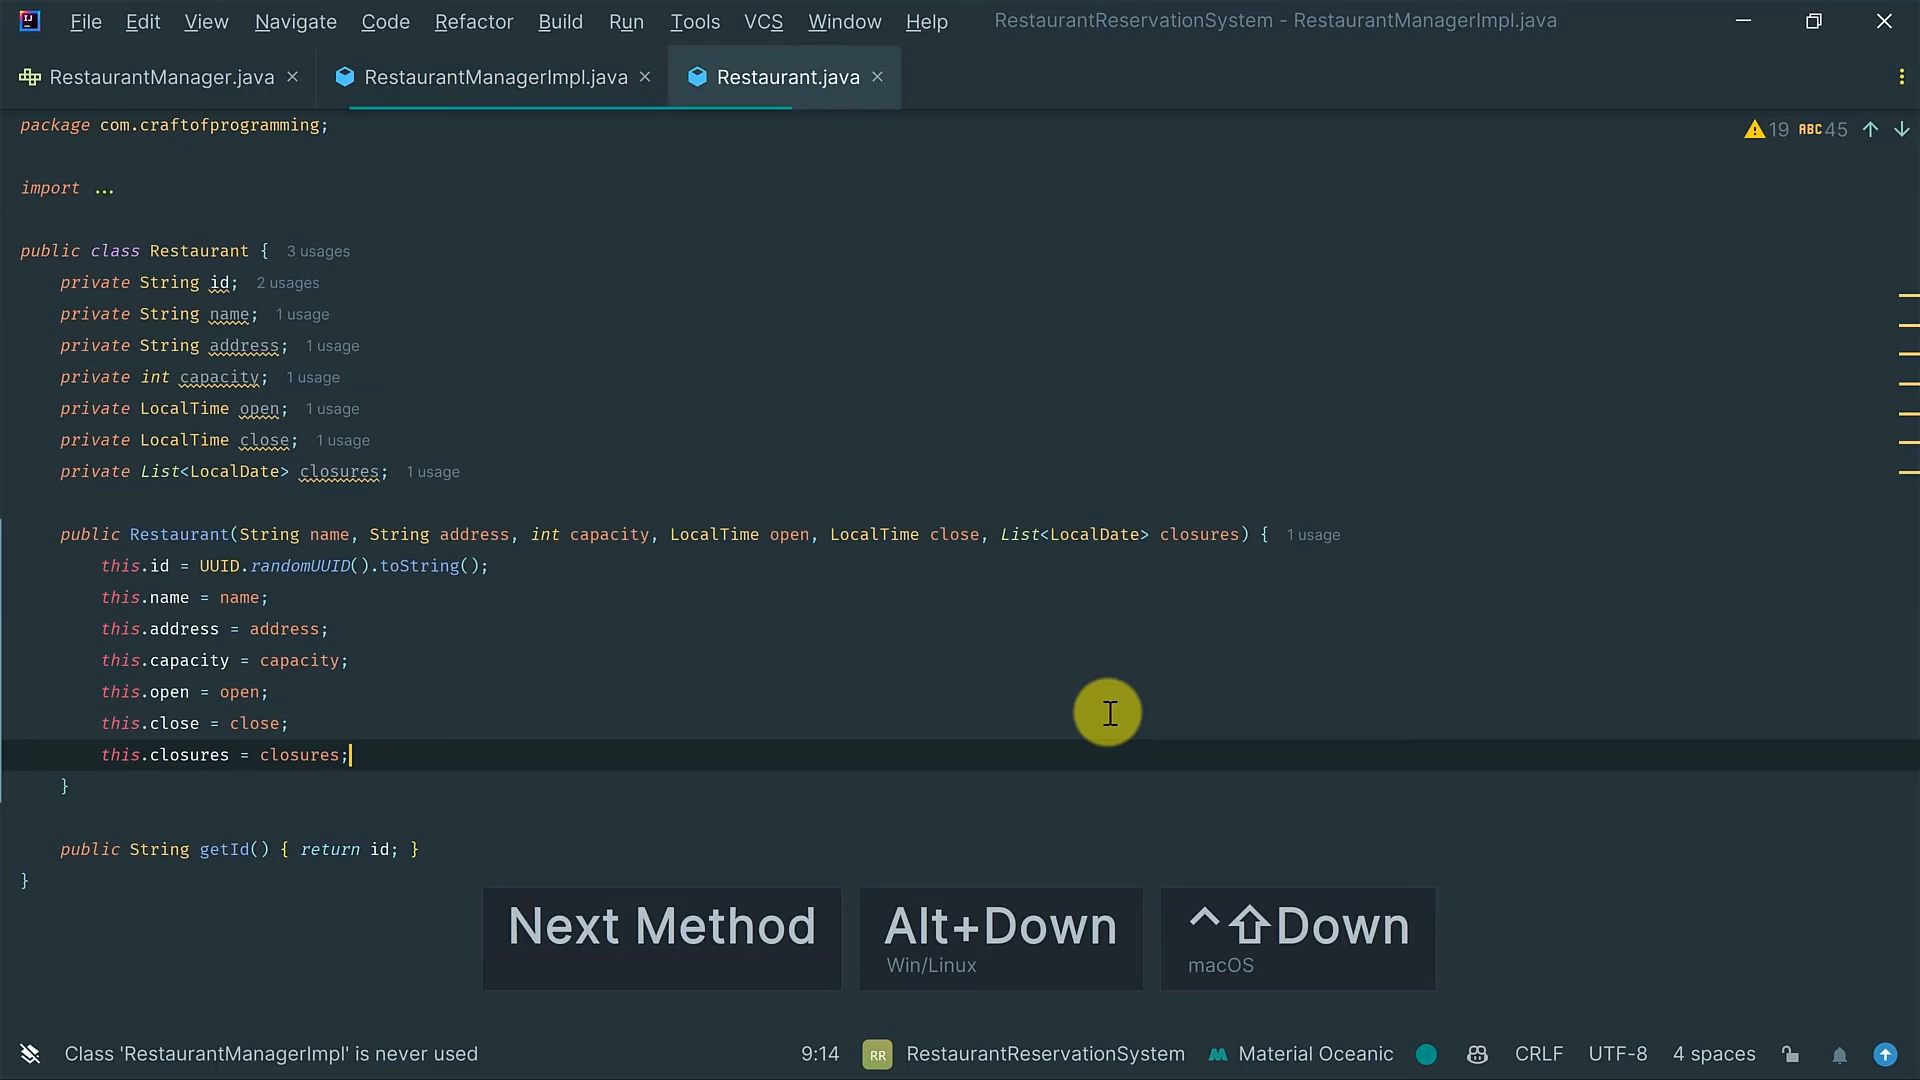 File Edit View Navigate Code Refactor Build Run Tools VCS Window Help RestaurantReservationSystem - RestaurantManagerImpl.java
RestaurantManager.java RestaurantManagerImpl.java Restaurant.java
package com.craftofprogramming;
19 ABC 45
import ...
public class Restaurant { 3 usages
private String id; 2 usages
private String name; 1 usage
private String address; 1 usage
private int capacity; 1 usage
private LocalTime open; 1 usage
private LocalTime close; 1 usage
private List<LocalDate> closures; 1 usage
public Restaurant(String name, String address, int capacity, LocalTime open, LocalTime close, List<LocalDate> closures) { 1 usage
this.id = UUID.randomUUID().toString();
this.name = name;
this.address = address;
this.capacity = capacity;
this.open = open;
this.close = close;
this.closures = closures;
}
public String getId() { return id; }
}
Next Method Alt+Down ^⇧Down
Win/Linux macOS
Class 'RestaurantManagerImpl' is never used 9:14 RR RestaurantReservationSystem Material Oceanic CRLF UTF-8 4 spaces